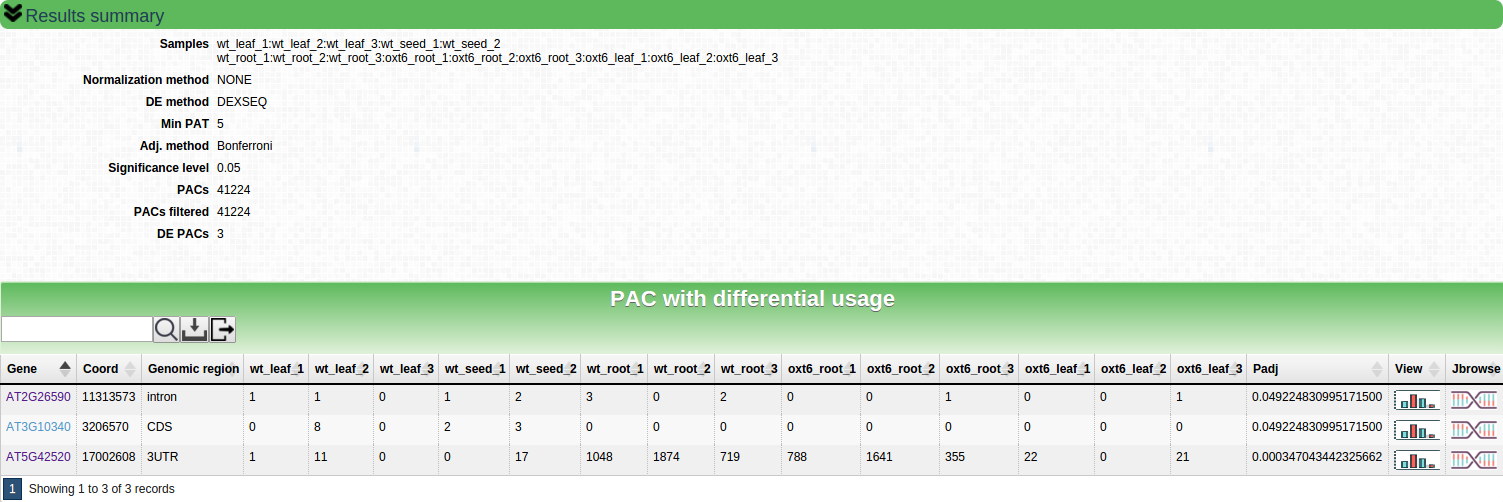 Results summary
Samples wt_leaf_1:wt_leaf_2:wt_leaf_3:wt_seed_1:wt_seed_2
wt_root_1:wt_root_2:wt_root_3:oxt6_root_1:oxt6_root_2:oxt6_root_3:oxt6_leaf_1:oxt6_leaf_2:oxt6_leaf_3
Normalization method NONE
DE method DEXSEQ
Min PAT 5
Adj. method Bonferroni
Significance level 0.05
PACs 41224
PACs filtered 41224
DE PACs 3
PAC with differential usage
Gene Coord Genomic region wt_leaf_1 wt_leaf_2 wt_leaf_3 wt_seed_1 wt_seed_2 wt_root_1 wt_root_2 wt_root_3 oxt6_root_1 oxt6_root_2 oxt6_root_3 oxt6_leaf_1 oxt6_leaf_2 oxt6_leaf_3 Padj View Jbrowse
AT2G26590 11313573 intron 1 1 0 1 2 3 0 2 0 0 1 0 0 1 0.049224830995171500
AT3G10340 3206570 CDS 0 8 0 2 3 0 0 0 0 0 0 0 0 0 0.049224830995171500
AT5G42520 17002608 3UTR 1 11 0 0 17 1048 1874 719 788 1641 355 22 0 21 0.000347043442325662
1 Showing 1 to 3 of 3 records